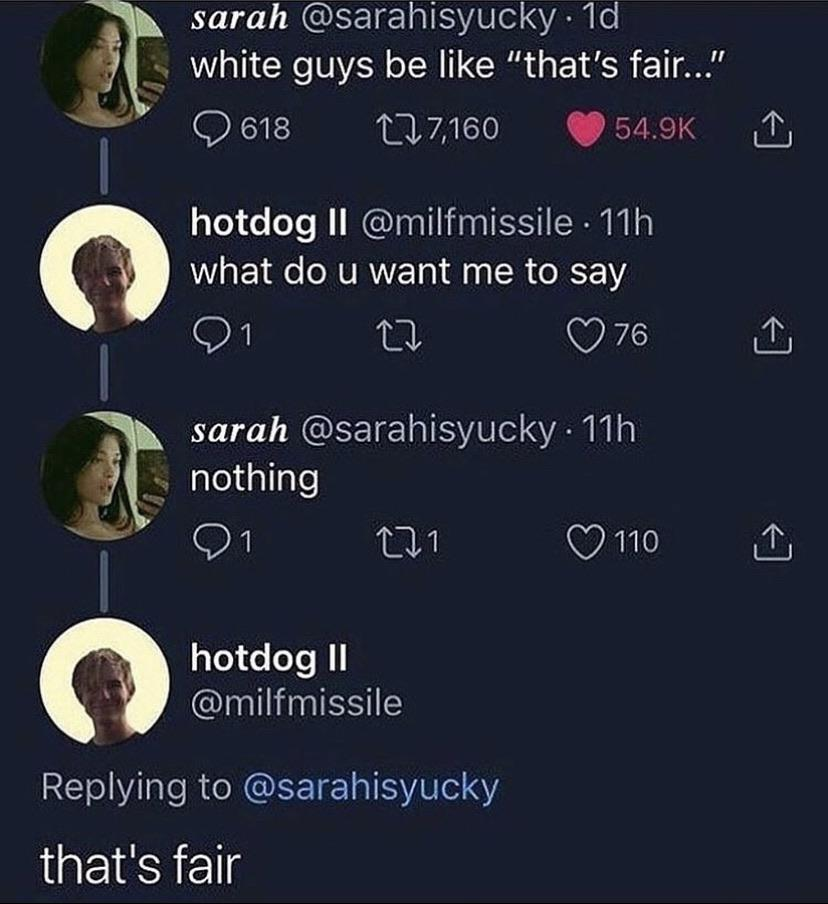 sarah @sarahisyucky · 1d
white guys be like “that’s fair...”
618 7,160 54.9K
hotdog II @milfmissile · 11h
what do u want me to say
1 76
sarah @sarahisyucky · 11h
nothing
1 1 110
hotdog II
@milfmissile
Replying to @sarahisyucky
that's fair